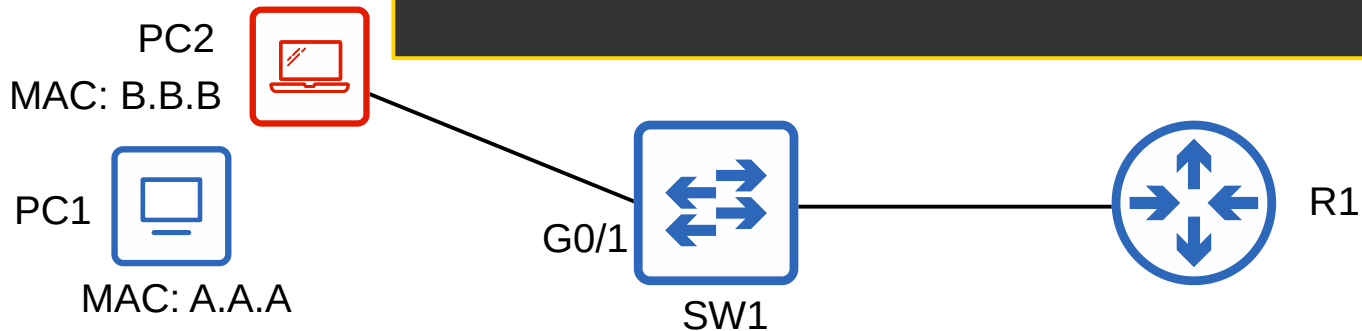 PC2
MAC: B.B.B
PC1
MAC: A.A.A
G0/1
SW1
R1